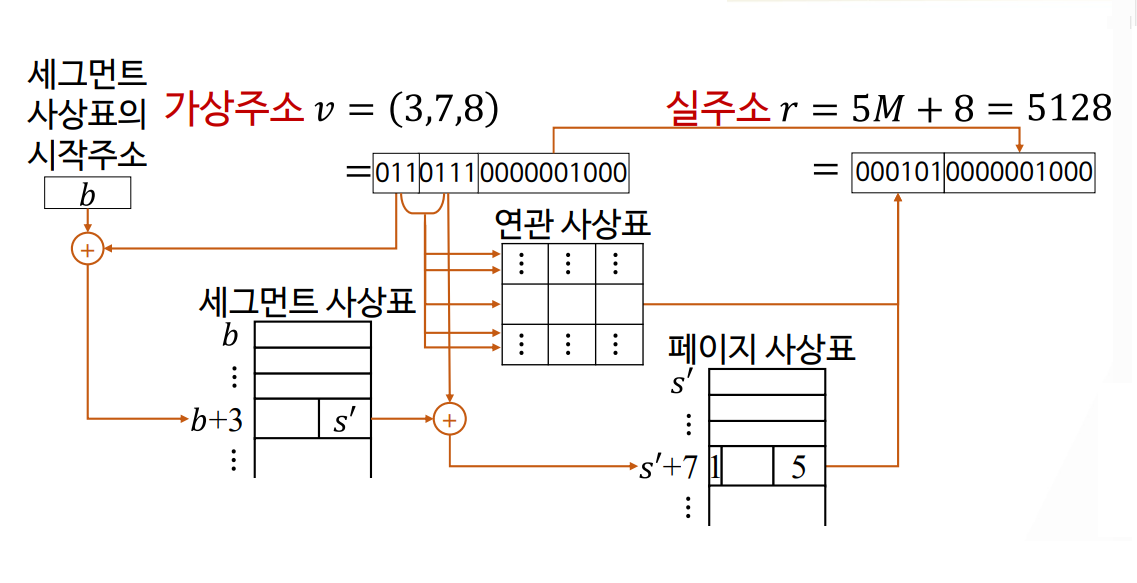 세그먼트
사상표의
시작주소
b
가상주소 v = (3,7,8)
= 011 0111 0000001000
실주소 r = 5M + 8 = 5128
= 000101 0000001000
+
연관 사상표
⋮ ⋮ ⋮
⋮ ⋮ ⋮
세그먼트 사상표
b
⋮
b+3 s′
⋮
+
페이지 사상표
s′
⋮
s′+7 1 5
⋮